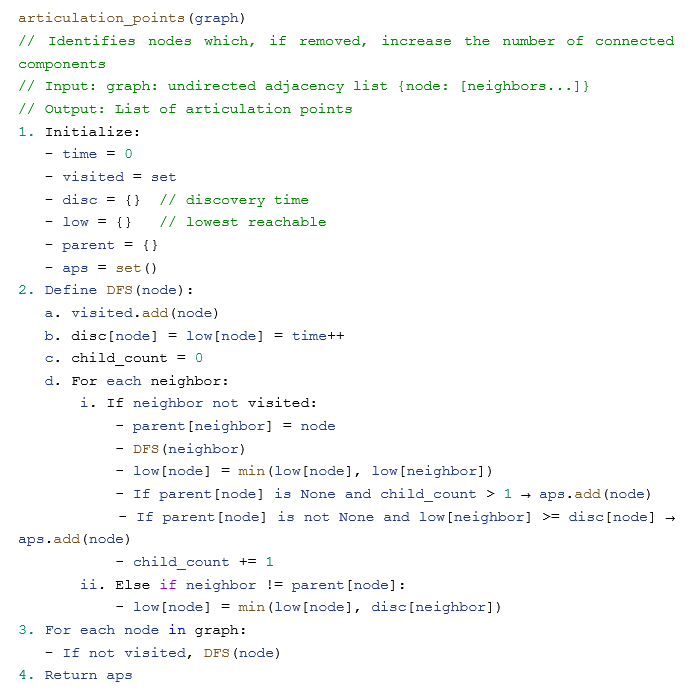 articulation_points(graph)
// Identifies nodes which, if removed, increase the number of connected
components
// Input: graph: undirected adjacency list {node: [neighbors...]}
// Output: List of articulation points
1. Initialize:
- time = 0
- visited = set
- disc = {}  // discovery time
- low = {}   // lowest reachable
- parent = {}
- aps = set()
2. Define DFS(node):
a. visited.add(node)
b. disc[node] = low[node] = time++
c. child_count = 0
d. For each neighbor:
i. If neighbor not visited:
- parent[neighbor] = node
- DFS(neighbor)
- low[node] = min(low[node], low[neighbor])
- If parent[node] is None and child_count > 1 → aps.add(node)
- If parent[node] is not None and low[neighbor] >= disc[node] →
aps.add(node)
- child_count += 1
ii. Else if neighbor != parent[node]:
- low[node] = min(low[node], disc[neighbor])
3. For each node in graph:
- If not visited, DFS(node)
4. Return aps